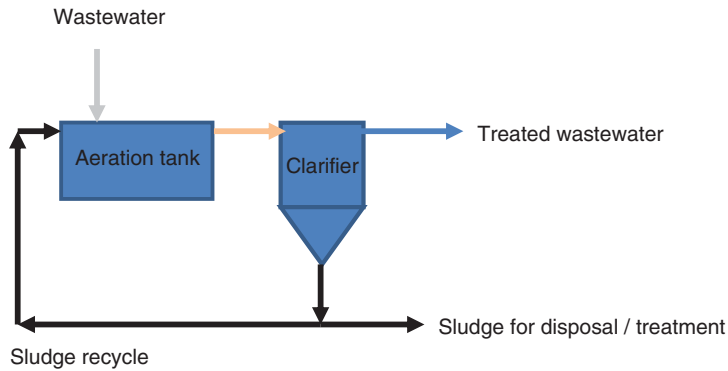 Wastewater
Aeration tank
Clarifier
Treated wastewater
Sludge for disposal / treatment
Sludge recycle